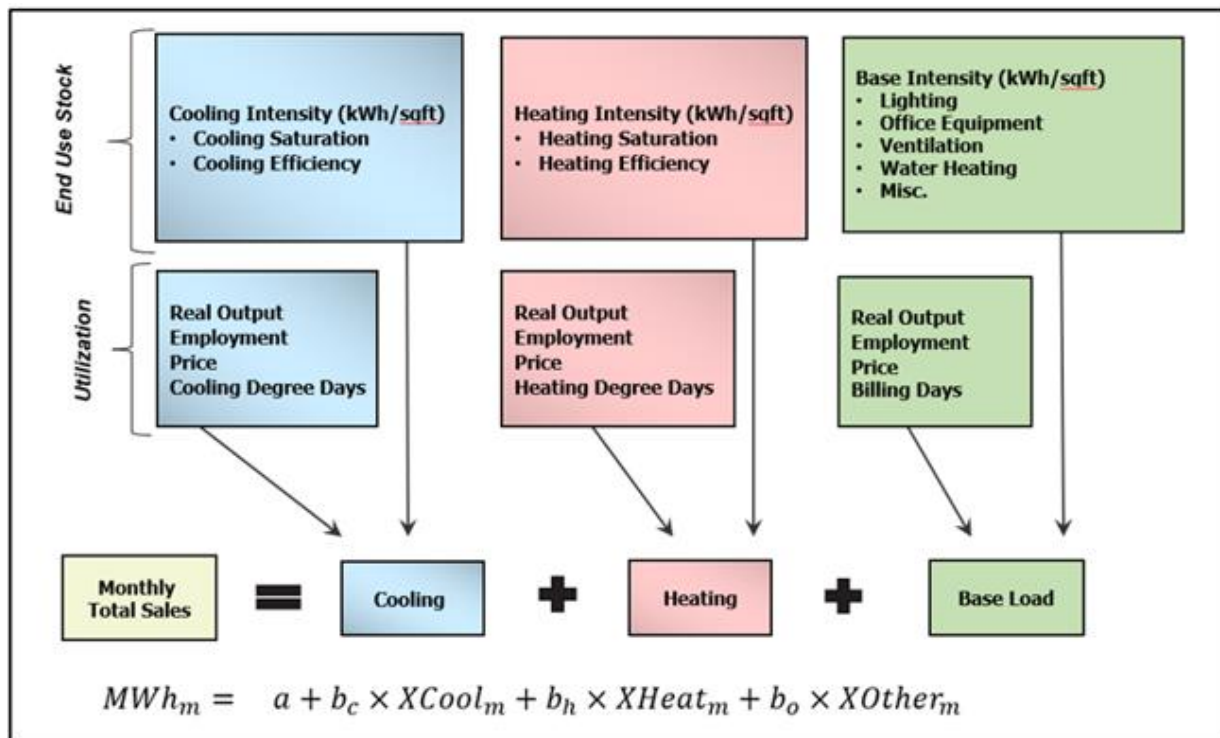 End Use Stock
Cooling Intensity (kWh/sqft)
• Cooling Saturation
• Cooling Efficiency
Heating Intensity (kWh/sqft)
• Heating Saturation
• Heating Efficiency
Base Intensity (kWh/sqft)
• Lighting
• Office Equipment
• Ventilation
• Water Heating
• Misc.
Utilization
Real Output
Employment
Price
Cooling Degree Days
Real Output
Employment
Price
Heating Degree Days
Real Output
Employment
Price
Billing Days
Monthly
Total Sales
=
Cooling
+
Heating
+
Base Load
MWh_m = a + b_c × XCool_m + b_h × XHeat_m + b_o × XOther_m